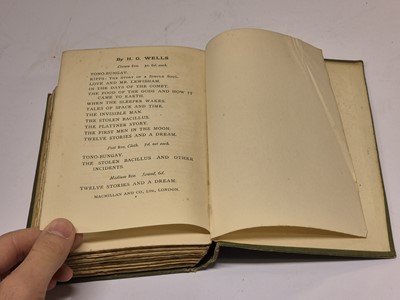 By H. G. WELLS
Crown 8vo. 3s. 6d. each.
TONO-BUNGAY.
KIPPS: The Story of a Simple Soul.
LOVE AND MR. LEWISHAM.
IN THE DAYS OF THE COMET.
THE FOOD OF THE GODS AND HOW IT
CAME TO EARTH.
WHEN THE SLEEPER WAKES.
TALES OF SPACE AND TIME.
THE INVISIBLE MAN.
THE STOLEN BACILLUS.
THE PLATTNER STORY.
THE FIRST MEN IN THE MOON.
TWELVE STORIES AND A DREAM.
Cloth. 7d. net each.
TONO-BUNGAY.
THE STOLEN BACILLUS AND OTHER
INCIDENTS.
Medium 8vo. Sewed, 6d.
TWELVE STORIES AND A DREAM.
MACMILLAN AND CO., Ltd., LONDON.